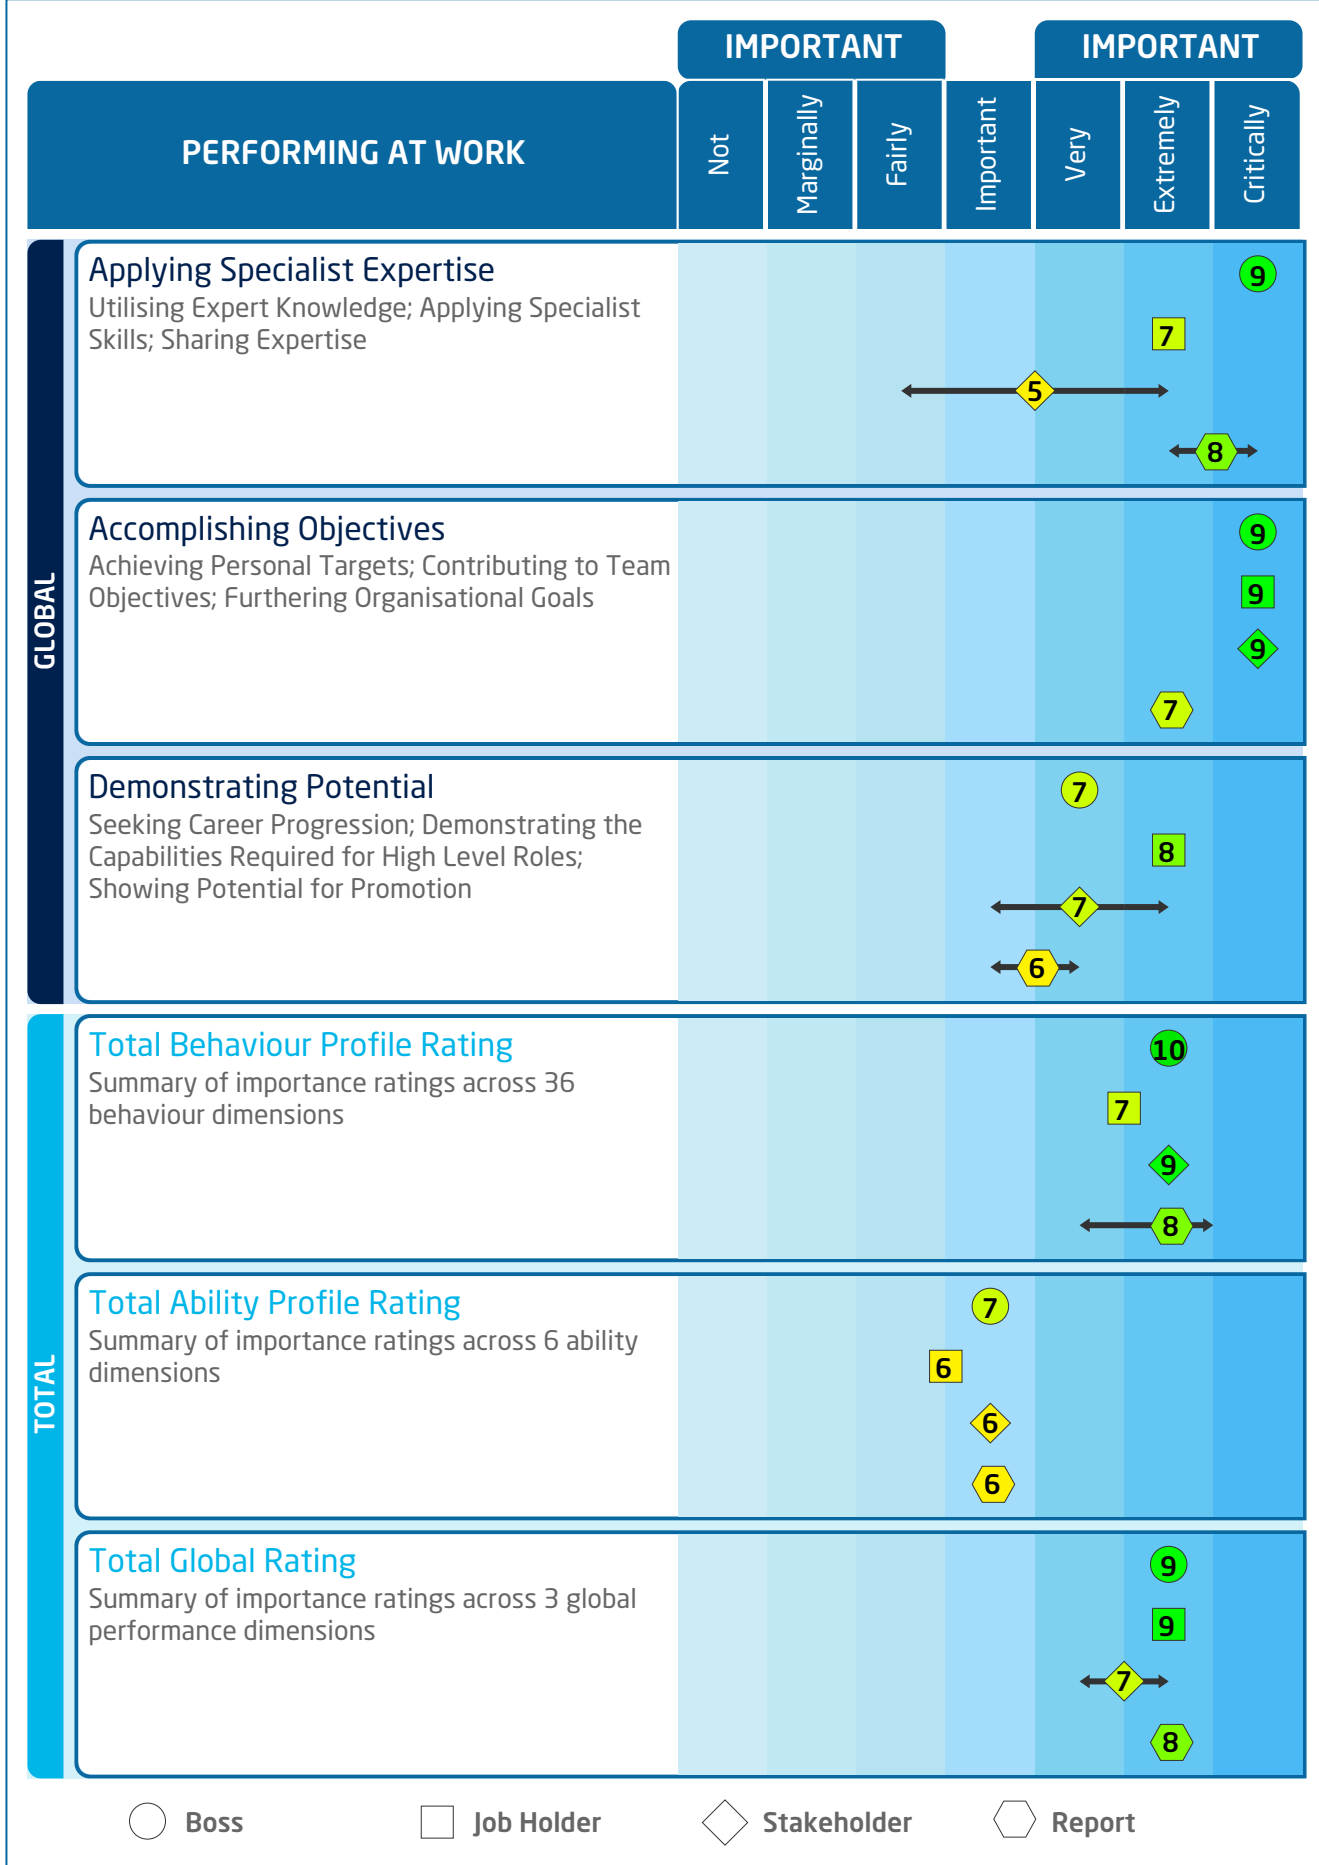 IMPORTANT
IMPORTANT
PERFORMING AT WORK
Not
Marginally
Fairly
Important
Very
Extremely
Critically
GLOBAL
Applying Specialist Expertise
Utilising Expert Knowledge; Applying Specialist
Skills; Sharing Expertise
9
7
5
8
Accomplishing Objectives
Achieving Personal Targets; Contributing to Team
Objectives; Furthering Organisational Goals
9
9
9
7
Demonstrating Potential
Seeking Career Progression; Demonstrating the
Capabilities Required for High Level Roles;
Showing Potential for Promotion
7
8
7
6
TOTAL
Total Behaviour Profile Rating
Summary of importance ratings across 36
behaviour dimensions
10
7
9
8
Total Ability Profile Rating
Summary of importance ratings across 6 ability
dimensions
7
6
6
6
Total Global Rating
Summary of importance ratings across 3 global
performance dimensions
9
9
7
8
Boss
Job Holder
Stakeholder
Report